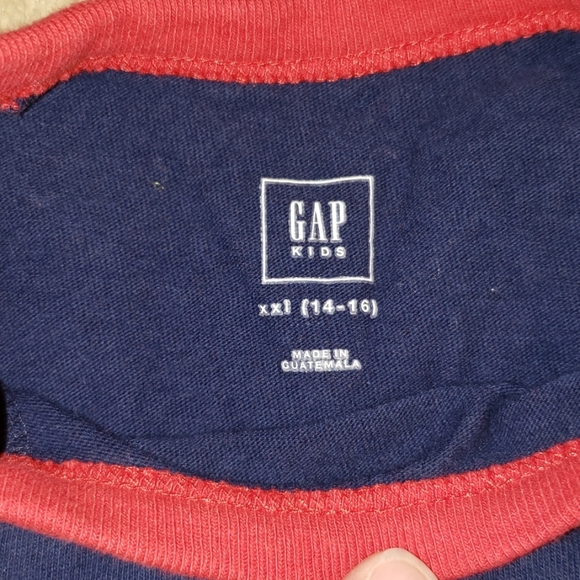 GAP
KIDS
xxl (14-16)
MADE IN
GUATEMALA